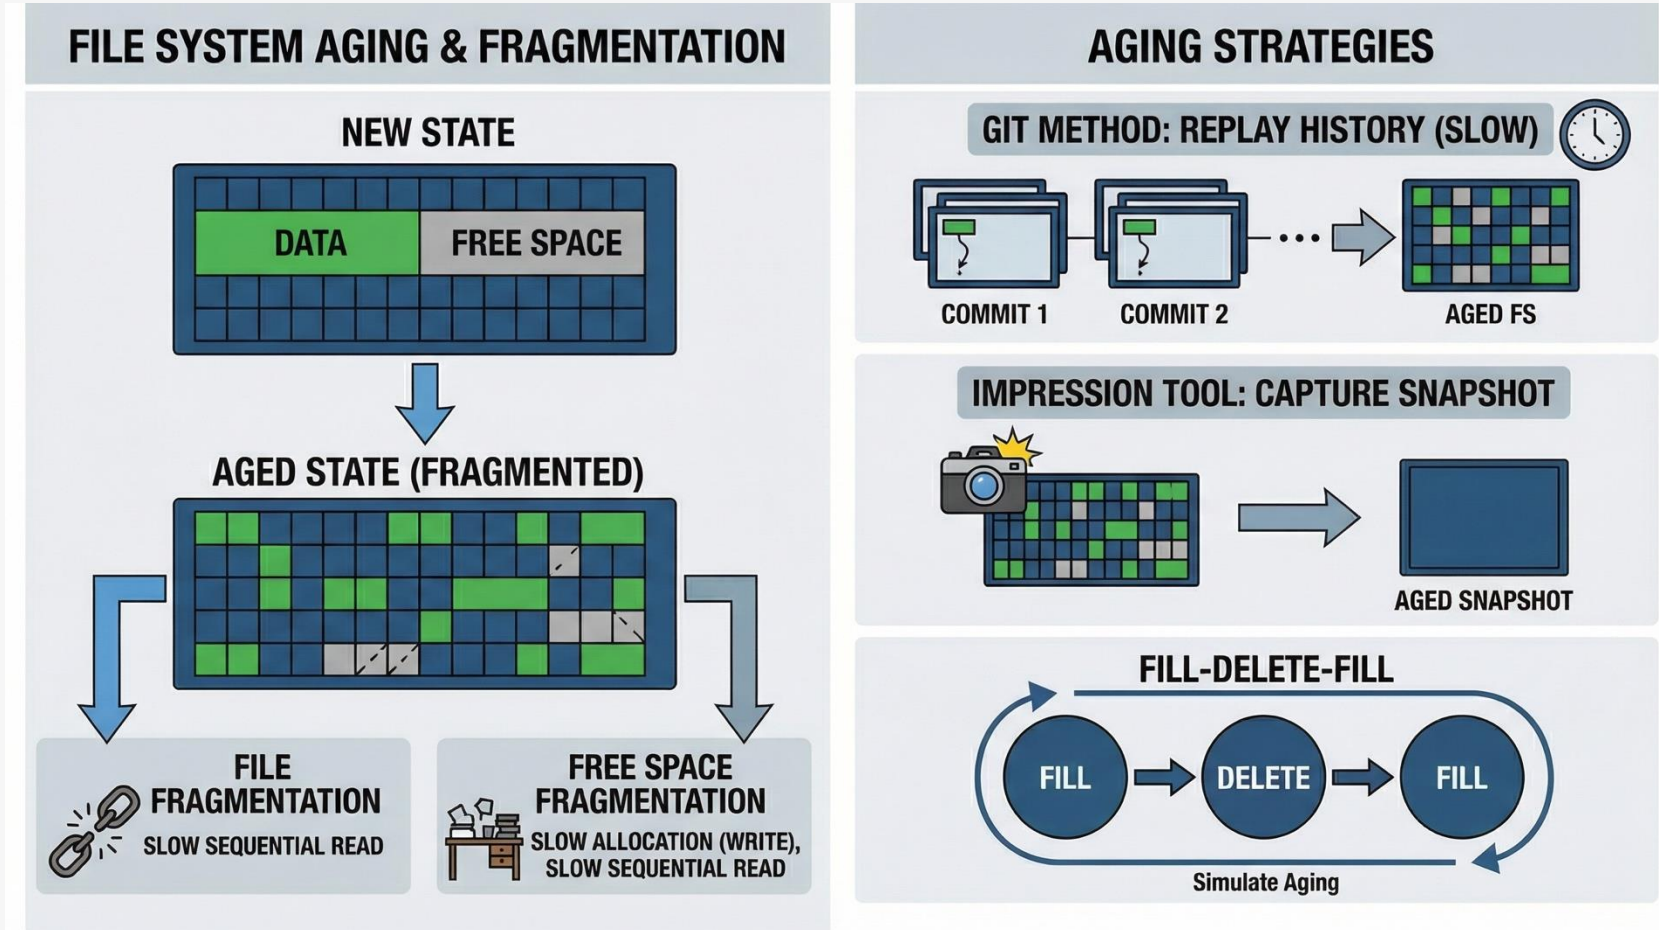 FILE SYSTEM AGING & FRAGMENTATION
NEW STATE
DATA
FREE SPACE
AGED STATE (FRAGMENTED)
FILE
FRAGMENTATION
SLOW SEQUENTIAL READ
FREE SPACE
FRAGMENTATION
SLOW ALLOCATION (WRITE),
SLOW SEQUENTIAL READ
AGING STRATEGIES
GIT METHOD: REPLAY HISTORY (SLOW)
COMMIT 1
COMMIT 2
AGED FS
IMPRESSION TOOL: CAPTURE SNAPSHOT
AGED SNAPSHOT
FILL-DELETE-FILL
FILL
DELETE
FILL
Simulate Aging